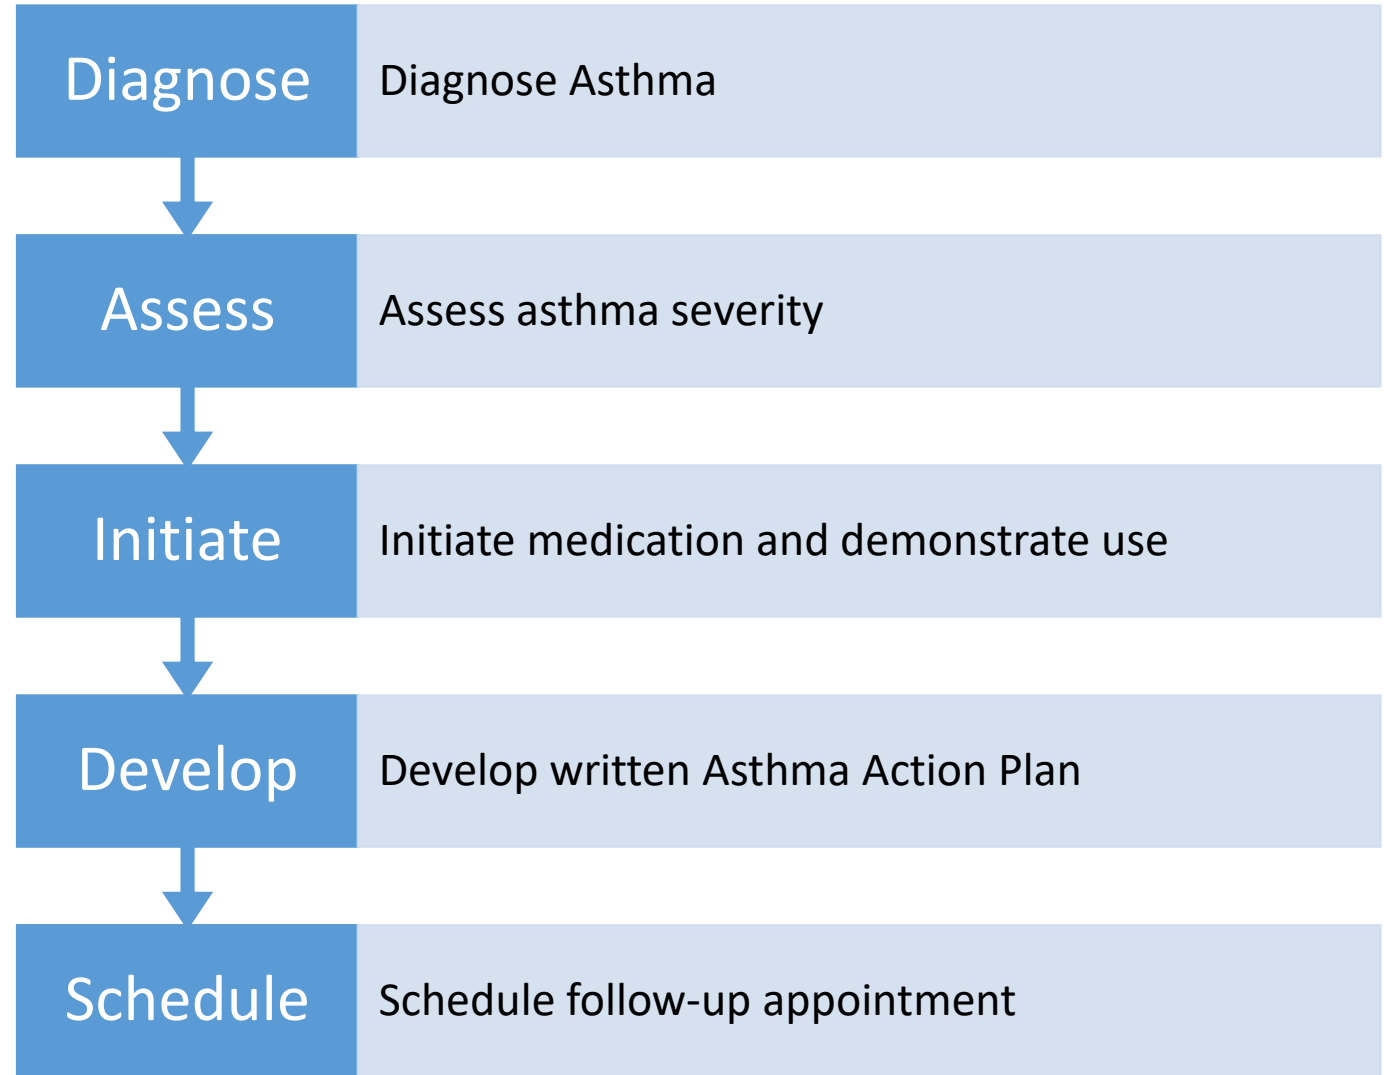 Diagnose
Diagnose Asthma
Assess
Assess asthma severity
Initiate
Initiate medication and demonstrate use
Develop
Develop written Asthma Action Plan
Schedule
Schedule follow-up appointment